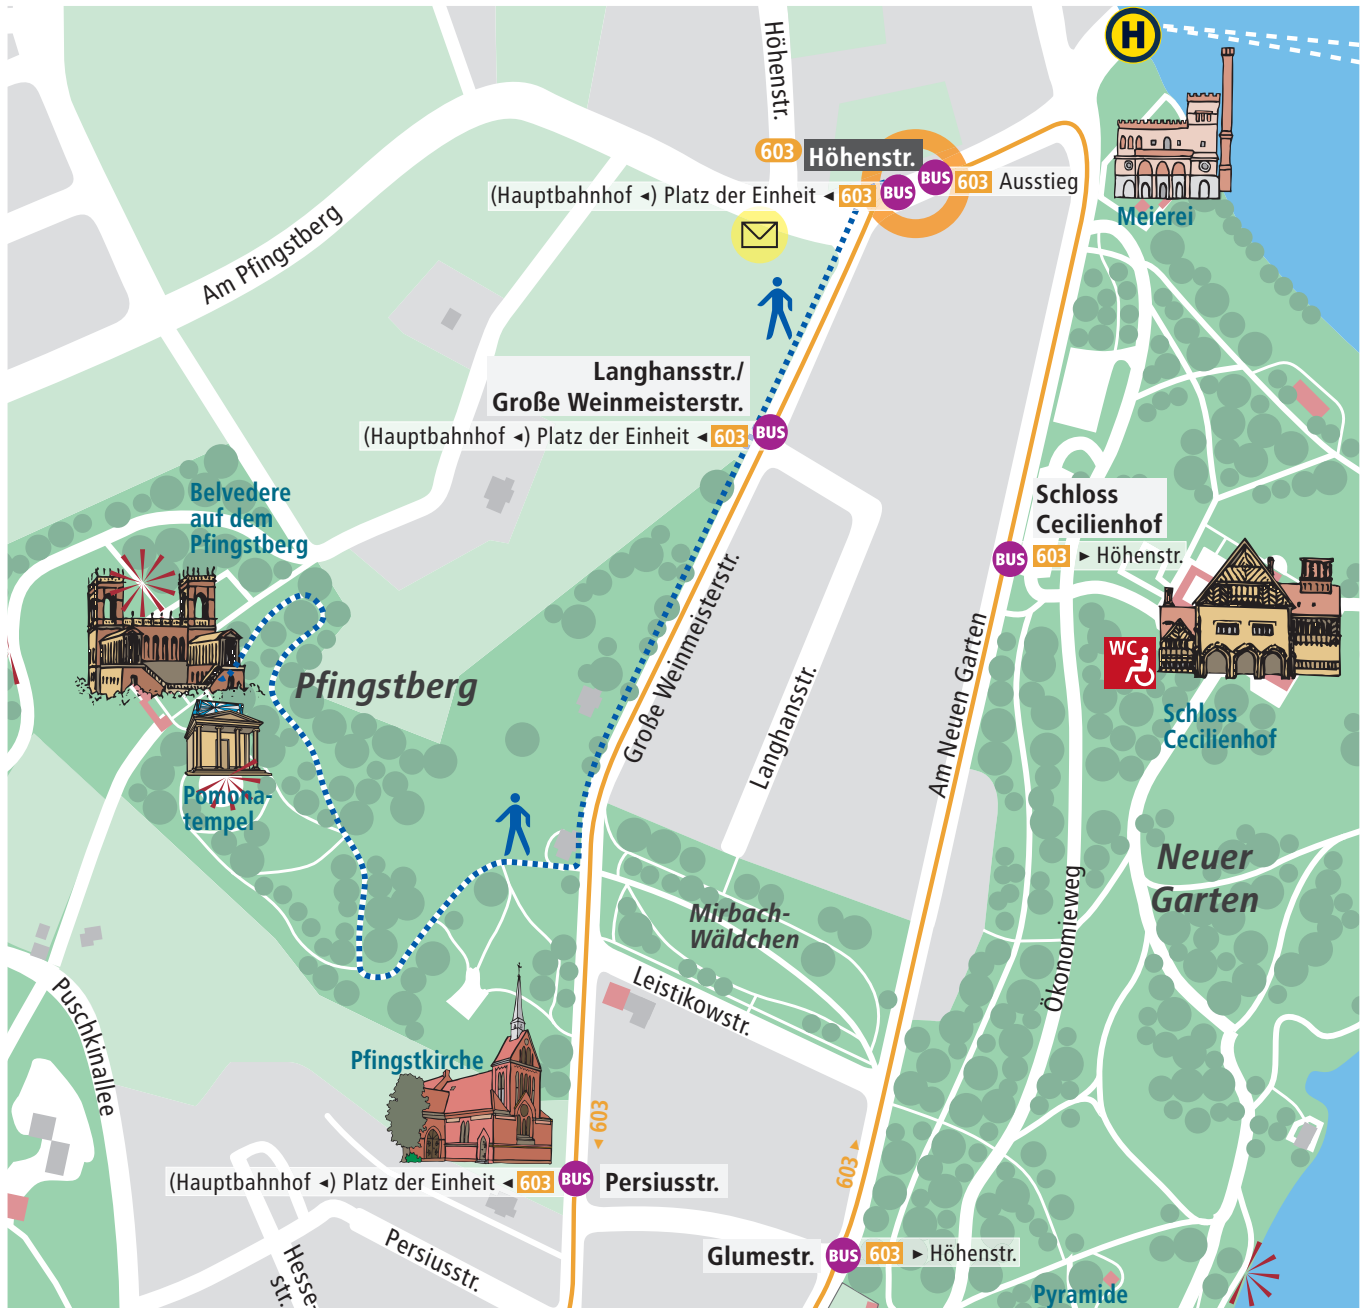 H
Höhenstr.
603 Höhenstr.
BUS 603 Ausstieg
(Hauptbahnhof ◂) Platz der Einheit ◂ 603 BUS
Meierei
Am Pfingstberg
Langhansstr./
Große Weinmeisterstr.
(Hauptbahnhof ◂) Platz der Einheit ◂ 603 BUS
Belvedere
auf dem
Pfingstberg
Schloss
Cecilienhof
BUS 603 ▸ Höhenstr.
Große Weinmeisterstr.
Langhansstr.
Am Neuen Garten
WC
Pfingstberg
Schloss
Cecilienhof
Pomona-
tempel
Neuer
Garten
Mirbach-
Wäldchen
Ökonomieweg
Leistikowstr.
Puschkinallee
Pfingstkirche
◂ 603
603 ▸
(Hauptbahnhof ◂) Platz der Einheit ◂ 603 BUS Persiusstr.
Persiusstr.
Hesse-
str.
Glumestr. BUS 603 ▸ Höhenstr.
Pyramide